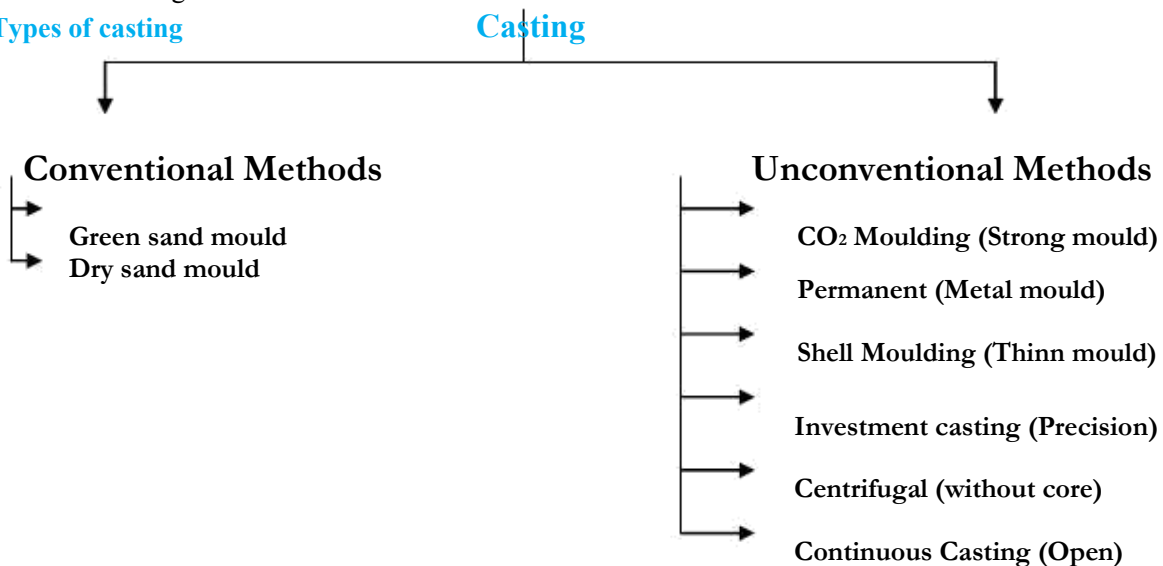 Types of casting
Casting
Conventional Methods
Green sand mould
Dry sand mould
Unconventional Methods
CO₂ Moulding (Strong mould)
Permanent (Metal mould)
Shell Moulding (Thinn mould)
Investment casting (Precision)
Centrifugal (without core)
Continuous Casting (Open)